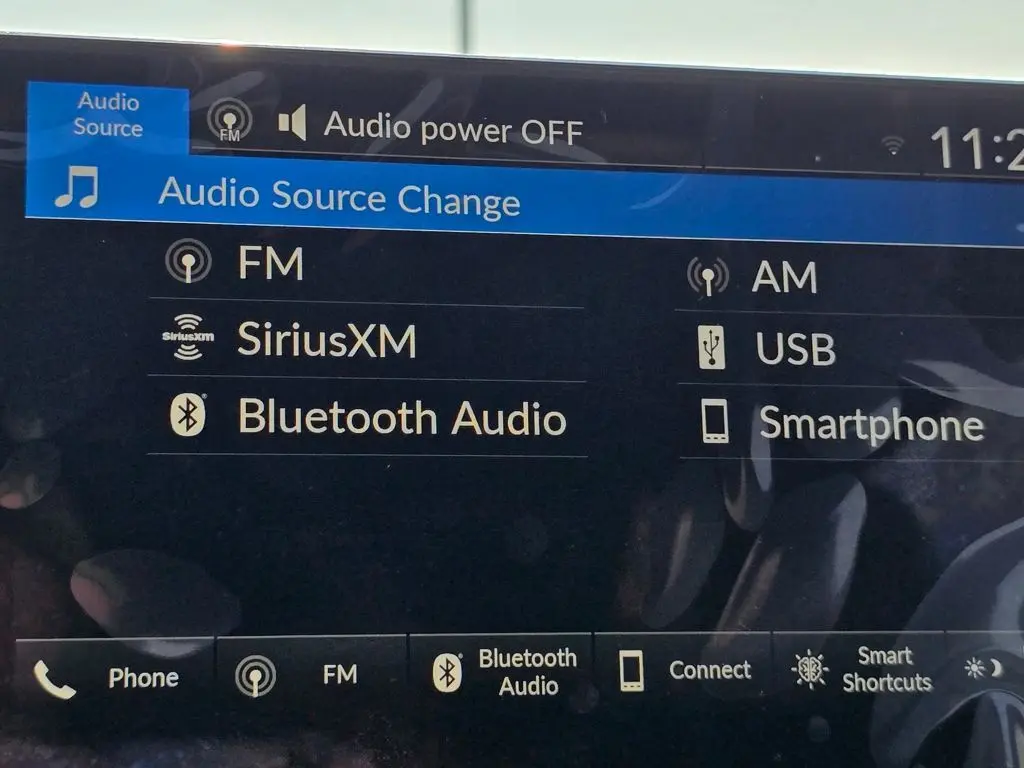 Audio
Source
FM
Audio power OFF
11:2
Audio Source Change
FM
AM
siriusxm
SiriusXM
USB
Bluetooth Audio
Smartphone
Phone
FM
Bluetooth
Audio
Connect
Smart
Shortcuts